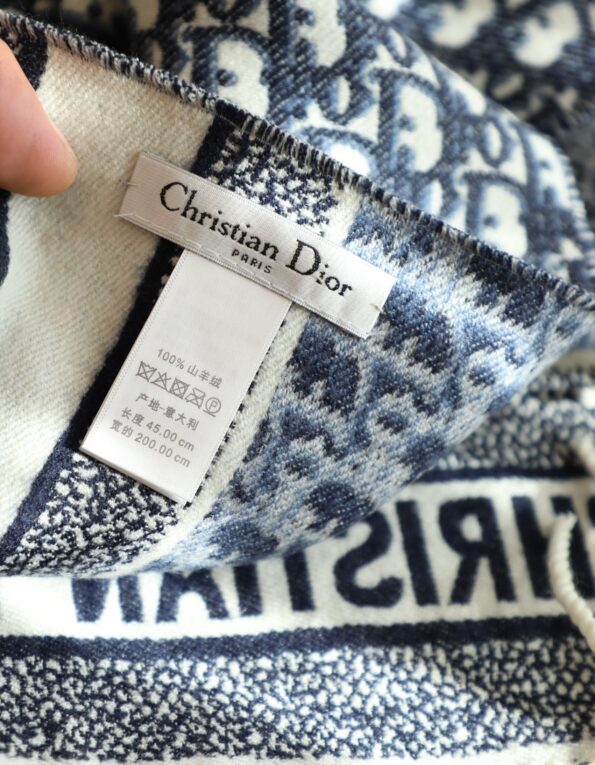 Christian Dior
PARIS
100% 山羊绒
P
产地-意大利
长度 45.00 cm
宽的 200.00 cm
CHRISTIAN